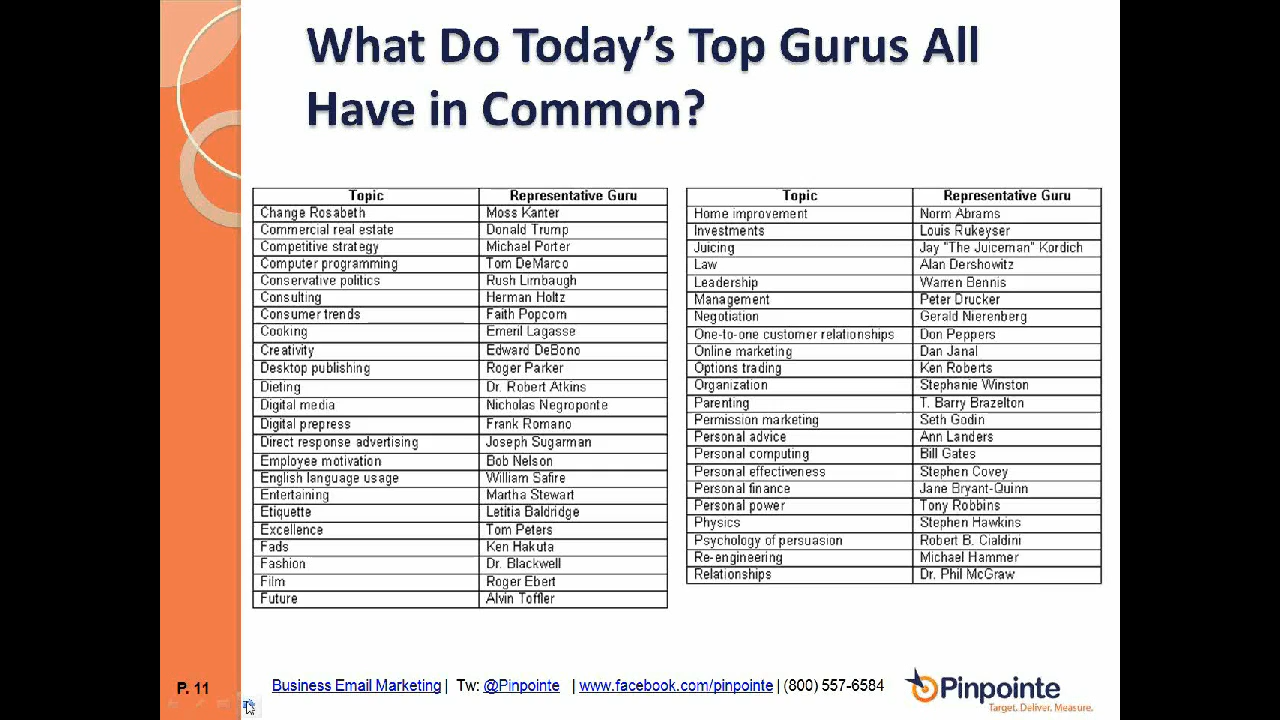 What Do Today's Top Gurus All
Have in Common?
Topic Representative Guru
Change Rosabeth Moss Kanter
Commercial real estate Donald Trump
Competitive strategy Michael Porter
Computer programming Tom DeMarco
Conservative politics Rush Limbaugh
Consulting Herman Holtz
Consumer trends Faith Popcorn
Cooking Emeril Lagasse
Creativity Edward DeBono
Desktop publishing Roger Parker
Dieting Dr. Robert Atkins
Digital media Nicholas Negroponte
Digital prepress Frank Romano
Direct response advertising Joseph Sugarman
Employee motivation Bob Nelson
English language usage William Safire
Entertaining Martha Stewart
Etiquette Letitia Baldridge
Excellence Tom Peters
Fads Ken Hakuta
Fashion Dr. Blackwell
Film Roger Ebert
Future Alvin Toffler
Topic Representative Guru
Home improvement Norm Abrams
Investments Louis Rukeyser
Juicing Jay "The Juiceman" Kordich
Law Alan Dershowitz
Leadership Warren Bennis
Management Peter Drucker
Negotiation Gerald Nierenberg
One-to-one customer relationships Don Peppers
Online marketing Dan Janal
Options trading Ken Roberts
Organization Stephanie Winston
Parenting T. Barry Brazelton
Permission marketing Seth Godin
Personal advice Ann Landers
Personal computing Bill Gates
Personal effectiveness Stephen Covey
Personal finance Jane Bryant-Quinn
Personal power Tony Robbins
Physics Stephen Hawkins
Psychology of persuasion Robert B. Cialdini
Re-engineering Michael Hammer
Relationships Dr. Phil McGraw
P. 11
Business Email Marketing | Tw: @Pinpointe | www.facebook.com/pinpointe | (800) 557-6584
Pinpointe
Target. Deliver. Measure.